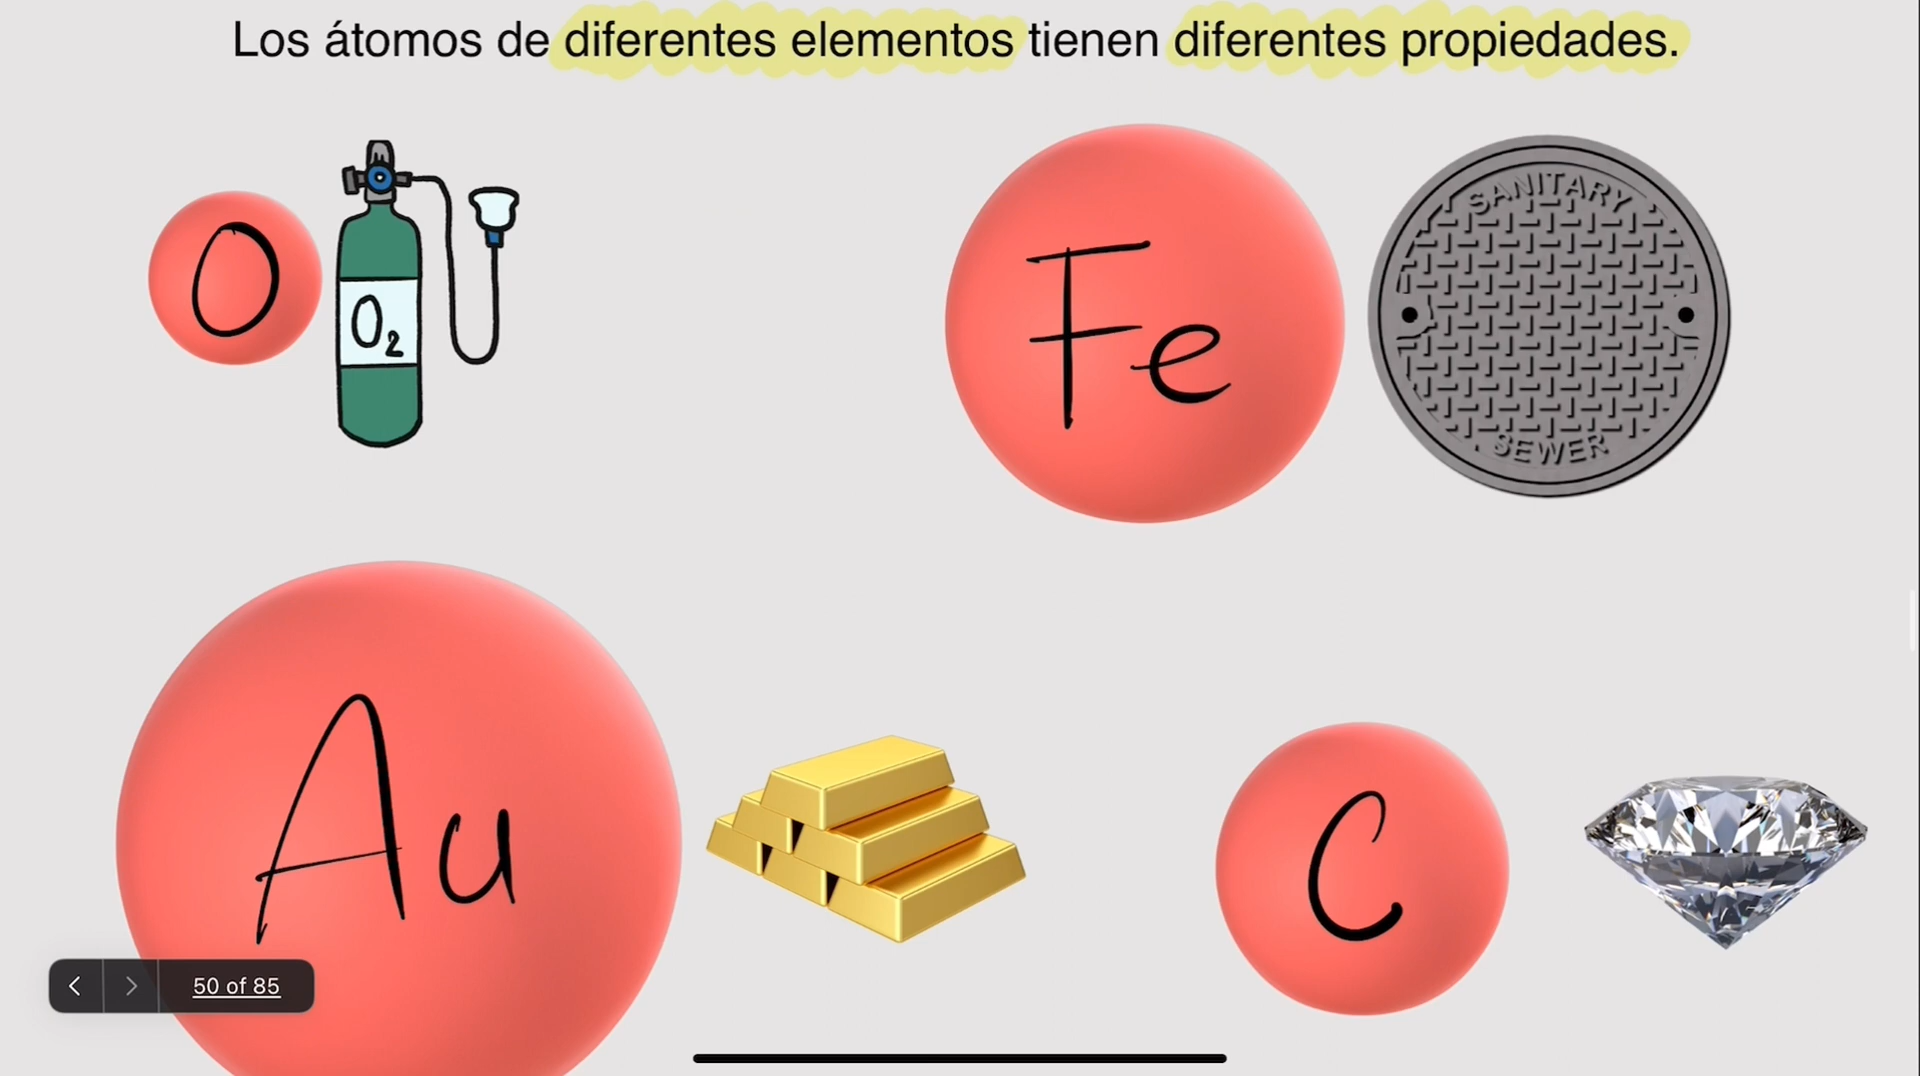 Los átomos de diferentes elementos tienen diferentes propiedades.
O
O₂
Fe
SANITARY
SEWER
Au
C
50 of 85